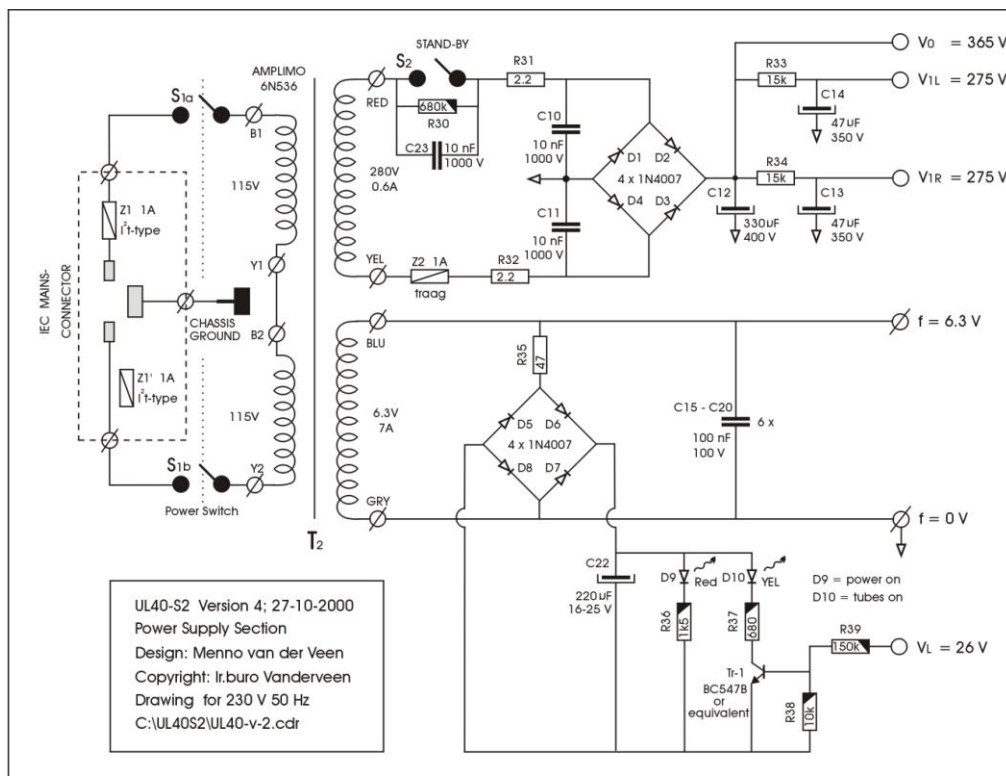 STAND-BY
S2
AMPLIMO
6N536
RED
R31
2.2
680k
R30
C23
10 nF
1000 V
280V
0.6A
C10
10 nF
1000 V
D1
D2
4 x 1N4007
D4
D3
C11
10 nF
1000 V
YEL
Z2 1A
traag
R32
2.2
V0 = 365 V
R33
15k
V1L = 275 V
C14
47 uF
350 V
R34
15k
V1R = 275 V
C12
330uF
400 V
C13
47 uF
350 V
S1a
B1
115V
Z1 1A
I²t-type
Y1
IEC MAINS-
CONNECTOR
CHASSIS
GROUND
B2
Z1' 1A
I²t-type
115V
S1b
Y2
Power Switch
T2
BLU
f = 6.3 V
R35
47
6.3V
7A
D5
D6
4 x 1N4007
D8
D7
C15 - C20
6 x
100 nF
100 V
GRY
f = 0 V
C22
220uF
16-25 V
D9
Red
D10
YEL
D9 = power on
D10 = tubes on
R36
1k5
R37
680
R39
150k
VL = 26 V
Tr-1
BC547B
or
equivalent
R38
10k
UL40-S2 Version 4; 27-10-2000
Power Supply Section
Design: Menno van der Veen
Copyright: Ir.buro Vanderveen
Drawing for 230 V 50 Hz
C:\UL40S2\UL40-v-2.cdr